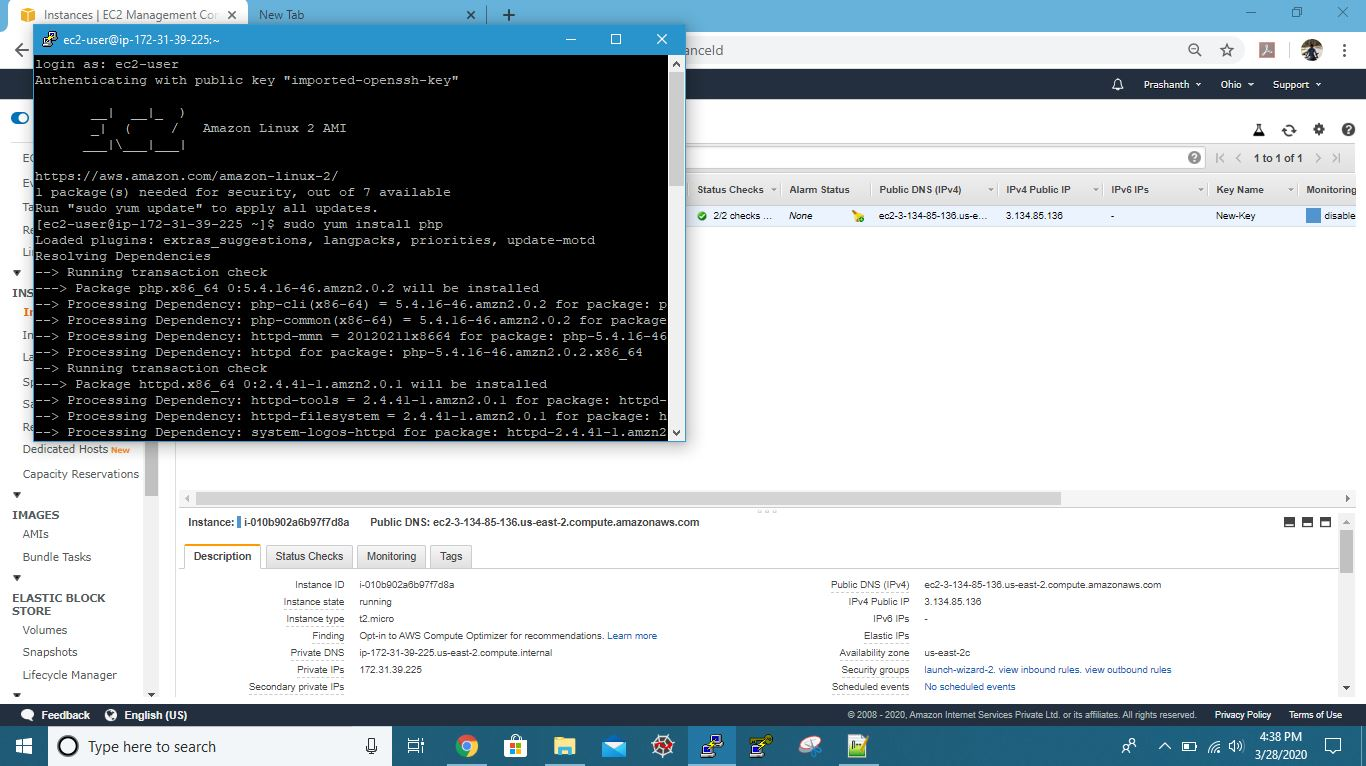 Instances | EC2 Management Con
New Tab
ec2-user@ip-172-31-39-225:~
anceId
login as: ec2-user
Authenticating with public key "imported-openssh-key"
__|  __|_  )
_|  (     /   Amazon Linux 2 AMI
___|\___|___|
https://aws.amazon.com/amazon-linux-2/
1 package(s) needed for security, out of 7 available
Run "sudo yum update" to apply all updates.
[ec2-user@ip-172-31-39-225 ~]$ sudo yum install php
Loaded plugins: extras_suggestions, langpacks, priorities, update-motd
Resolving Dependencies
--> Running transaction check
---> Package php.x86_64 0:5.4.16-46.amzn2.0.2 will be installed
--> Processing Dependency: php-cli(x86-64) = 5.4.16-46.amzn2.0.2 for package: p
--> Processing Dependency: php-common(x86-64) = 5.4.16-46.amzn2.0.2 for package
--> Processing Dependency: httpd-mmn = 20120211x8664 for package: php-5.4.16-46
--> Processing Dependency: httpd for package: php-5.4.16-46.amzn2.0.2.x86_64
--> Running transaction check
---> Package httpd.x86_64 0:2.4.41-1.amzn2.0.1 will be installed
--> Processing Dependency: httpd-tools = 2.4.41-1.amzn2.0.1 for package: httpd-
--> Processing Dependency: httpd-filesystem = 2.4.41-1.amzn2.0.1 for package: h
--> Processing Dependency: system-logos-httpd for package: httpd-2.4.41-1.amzn2
Prashanth Ohio Support
1 to 1 of 1
Status Checks Alarm Status Public DNS (IPv4) IPv4 Public IP IPv6 IPs Key Name Monitoring
2/2 checks ... None ec2-3-134-85-136.us-e... 3.134.85.136 - New-Key disable
Dedicated Hosts New
Capacity Reservations
IMAGES
AMIs
Bundle Tasks
ELASTIC BLOCK
STORE
Volumes
Snapshots
Lifecycle Manager
Instance: i-010b902a6b97f7d8a Public DNS: ec2-3-134-85-136.us-east-2.compute.amazonaws.com
Description Status Checks Monitoring Tags
Instance ID i-010b902a6b97f7d8a Public DNS (IPv4) ec2-3-134-85-136.us-east-2.compute.amazonaws.com
Instance state running IPv4 Public IP 3.134.85.136
Instance type t2.micro IPv6 IPs -
Finding Opt-in to AWS Compute Optimizer for recommendations. Learn more Elastic IPs
Private DNS ip-172-31-39-225.us-east-2.compute.internal Availability zone us-east-2c
Private IPs 172.31.39.225 Security groups launch-wizard-2. view inbound rules. view outbound rules
Secondary private IPs Scheduled events No scheduled events
Feedback English (US) © 2008 - 2020, Amazon Internet Services Private Ltd. or its affiliates. All rights reserved. Privacy Policy Terms of Use
Type here to search
4:38 PM
3/28/2020